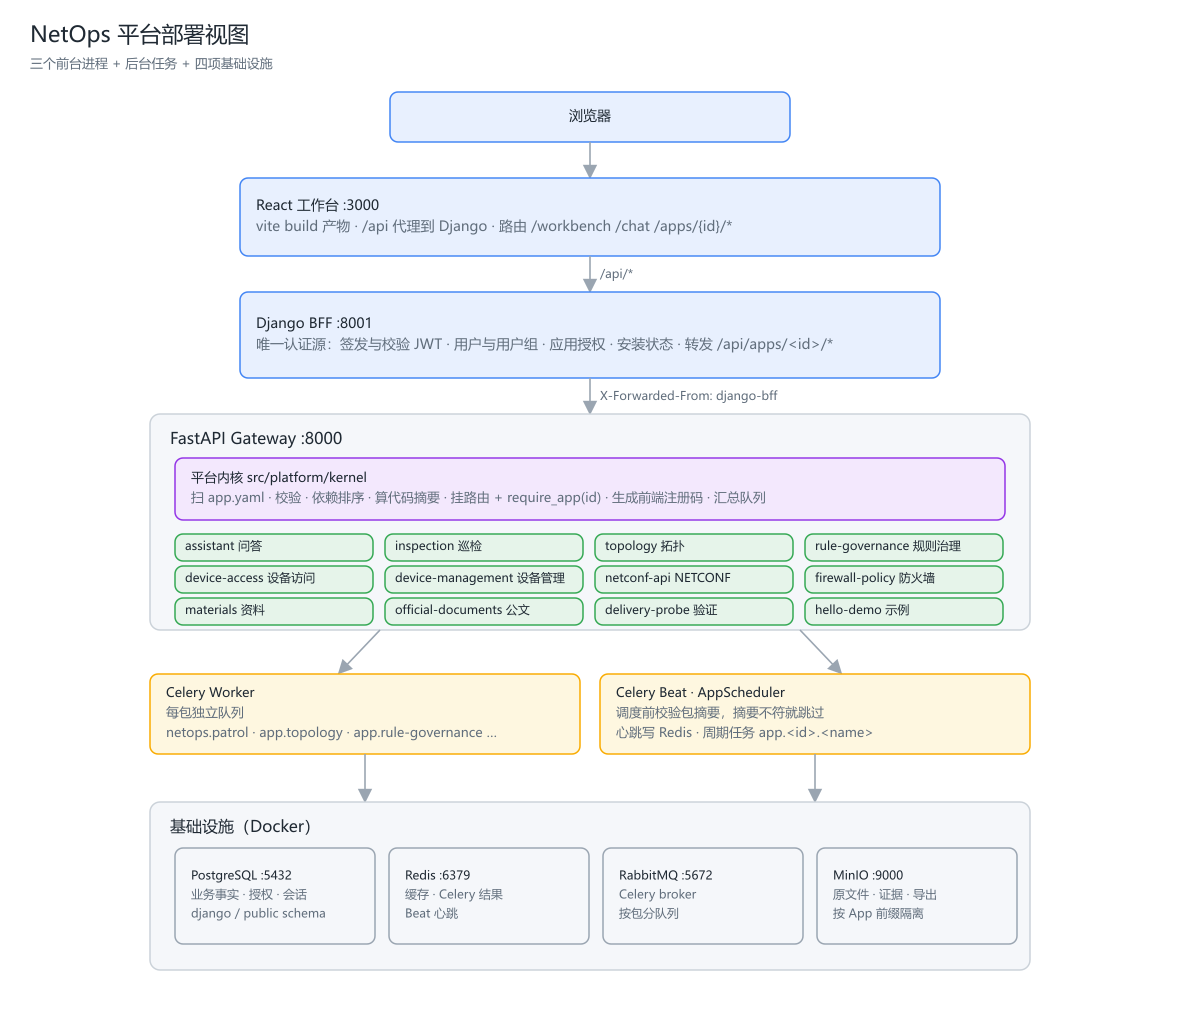 NetOps 平台部署视图
三个前台进程 + 后台任务 + 四项基础设施
浏览器
React 工作台 :3000
vite build 产物 · /api 代理到 Django · 路由 /workbench /chat /apps/{id}/*
/api/*
Django BFF :8001
唯一认证源：签发与校验 JWT · 用户与用户组 · 应用授权 · 安装状态 · 转发 /api/apps/<id>/*
X-Forwarded-From: django-bff
FastAPI Gateway :8000
平台内核 src/platform/kernel
扫 app.yaml · 校验 · 依赖排序 · 算代码摘要 · 挂路由 + require_app(id) · 生成前端注册码 · 汇总队列
assistant 问答
inspection 巡检
topology 拓扑
rule-governance 规则治理
device-access 设备访问
device-management 设备管理
netconf-api NETCONF
firewall-policy 防火墙
materials 资料
official-documents 公文
delivery-probe 验证
hello-demo 示例
Celery Worker
每包独立队列
netops.patrol · app.topology · app.rule-governance ...
Celery Beat · AppScheduler
调度前校验包摘要，摘要不符就跳过
心跳写 Redis · 周期任务 app.<id>.<name>
基础设施（Docker）
PostgreSQL :5432
业务事实 · 授权 · 会话
django / public schema
Redis :6379
缓存 · Celery 结果
Beat 心跳
RabbitMQ :5672
Celery broker
按包分队列
MinIO :9000
原文件 · 证据 · 导出
按 App 前缀隔离